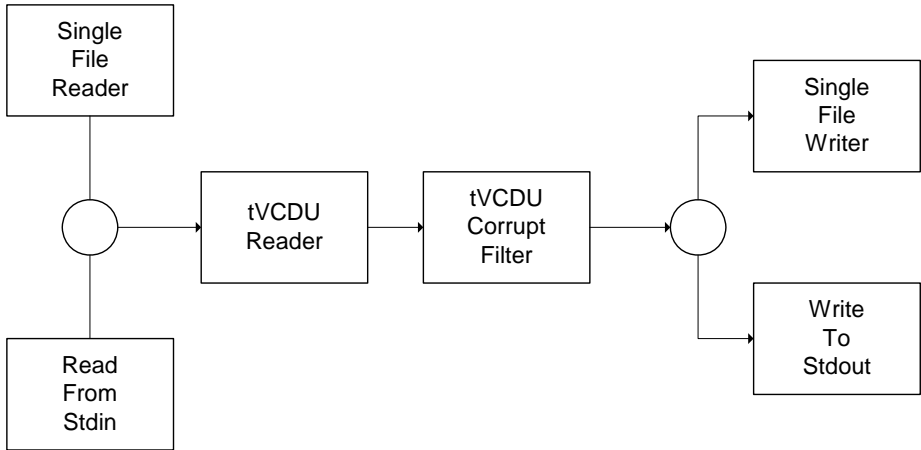 Single
File
Reader
Single
File
Writer
tVCDU
Reader
tVCDU
Corrupt
Filter
Read
From
Stdin
Write
To
Stdout